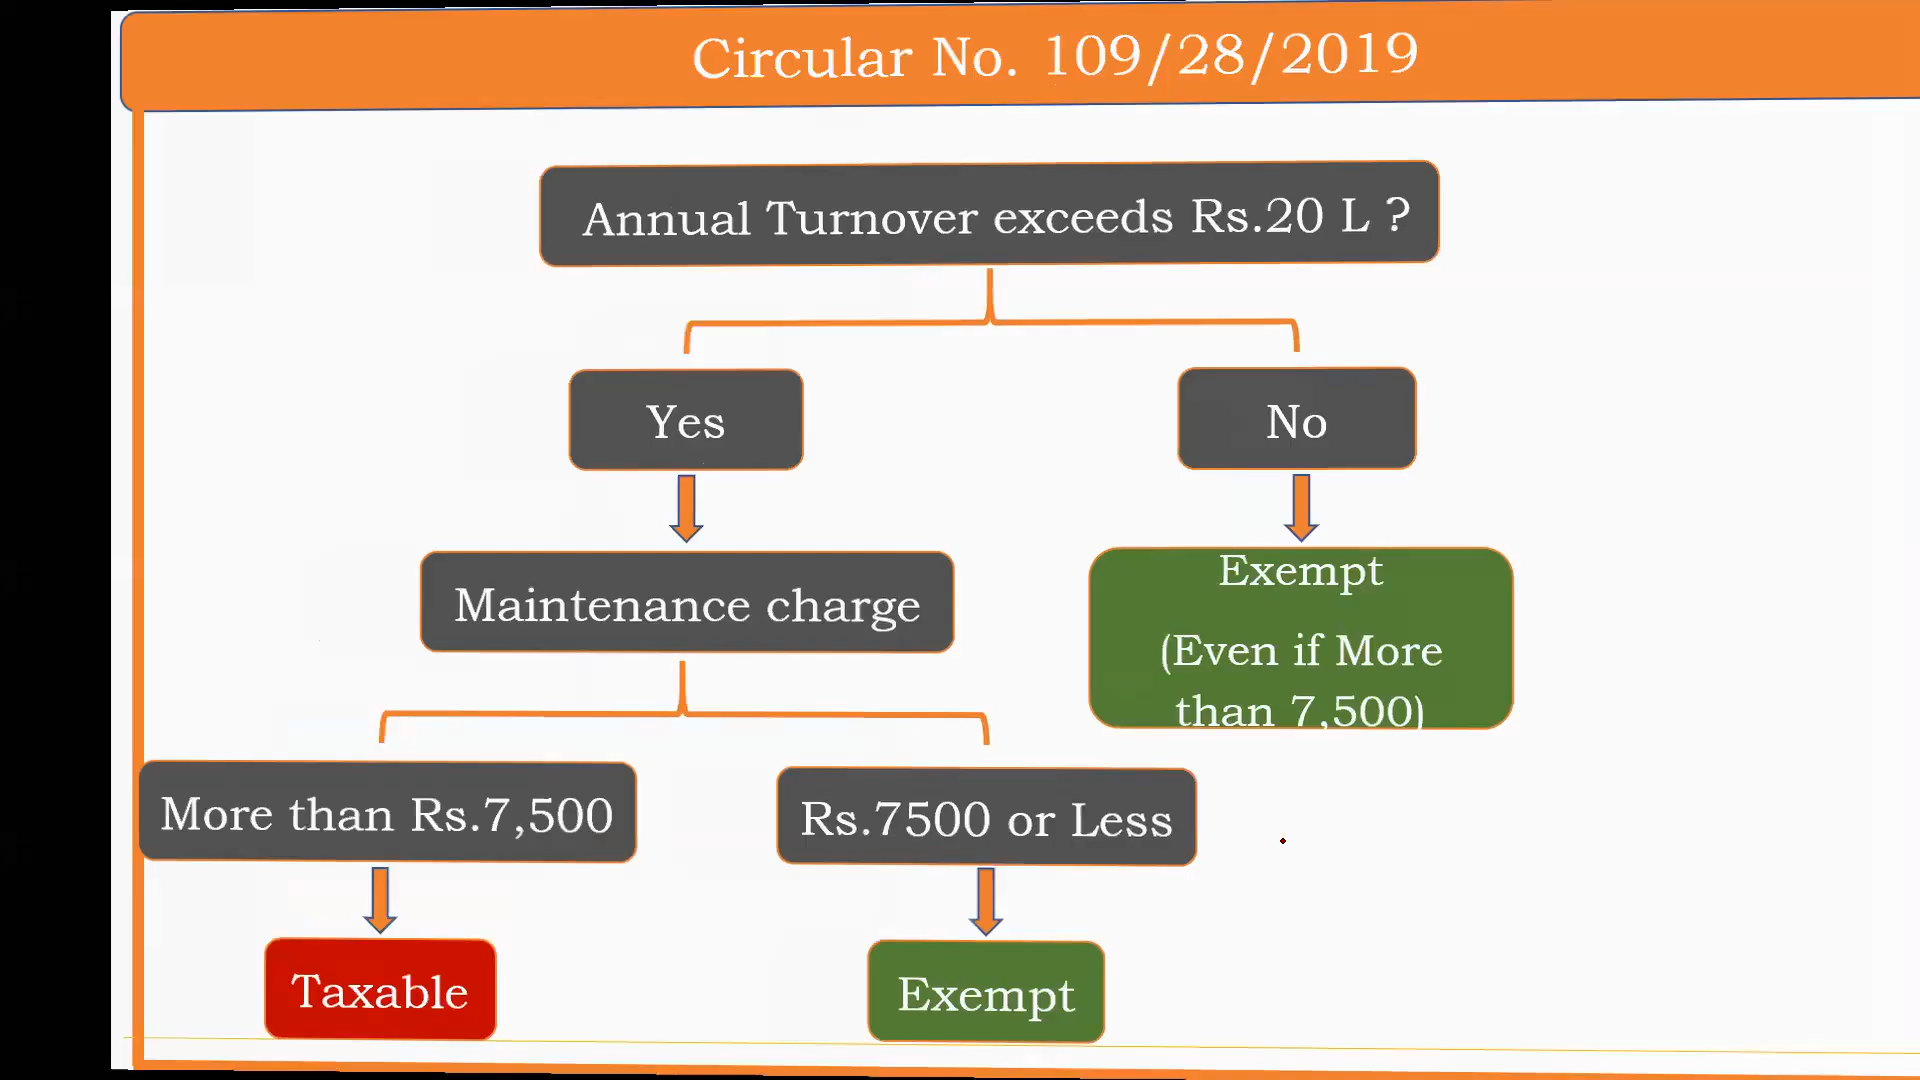 Circular No. 109/28/2019
Annual Turnover exceeds Rs.20 L ?
Yes
No
Maintenance charge
Exempt
(Even if More
than 7,500)
More than Rs.7,500
Rs.7500 or Less
Taxable
Exempt